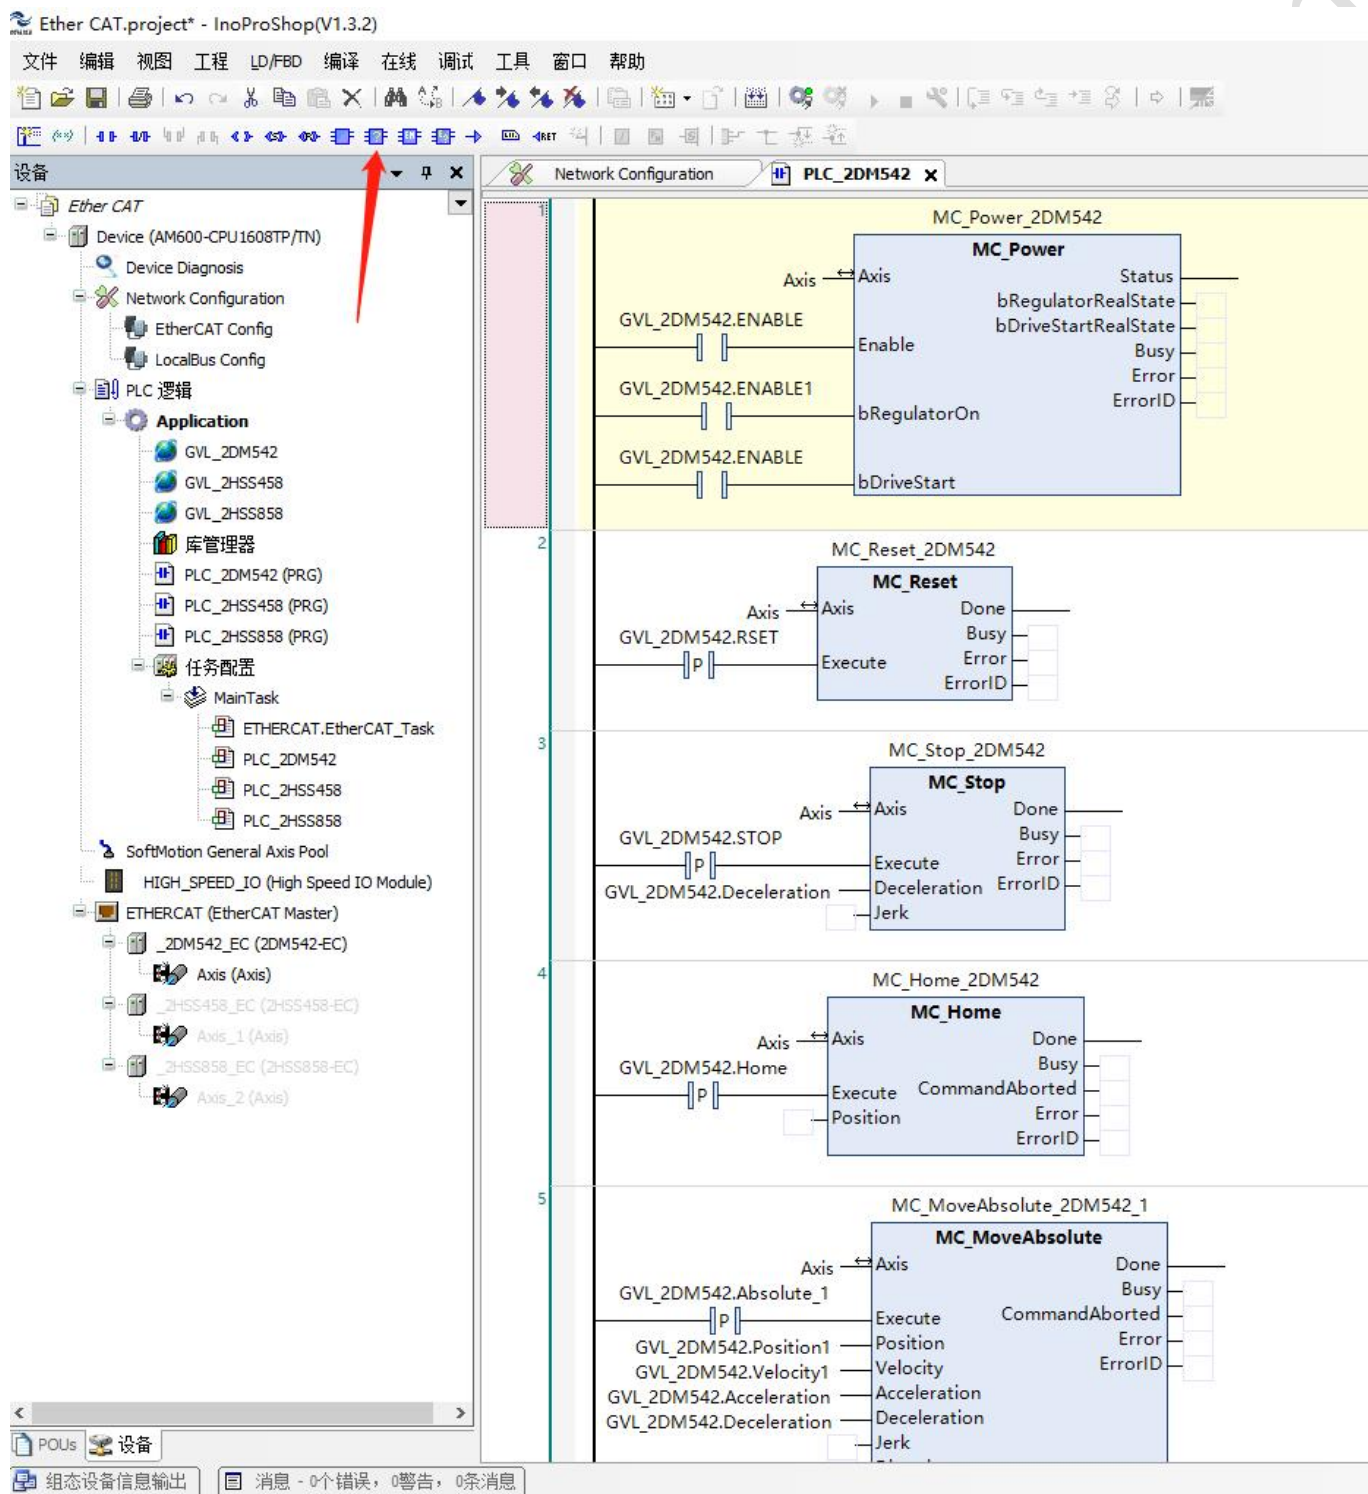 Ether CAT.project* - InoProShop(V1.3.2)
文件 编辑 视图 工程 LD/FBD 编译 在线 调试 工具 窗口 帮助
设备
Ether CAT
Device (AM600-CPU1608TP/TN)
Device Diagnosis
Network Configuration
EtherCAT Config
LocalBus Config
PLC 逻辑
Application
GVL_2DM542
GVL_2HSS458
GVL_2HSS858
库管理器
PLC_2DM542 (PRG)
PLC_2HSS458 (PRG)
PLC_2HSS858 (PRG)
任务配置
MainTask
ETHERCAT.EtherCAT_Task
PLC_2DM542
PLC_2HSS458
PLC_2HSS858
SoftMotion General Axis Pool
HIGH_SPEED_IO (High Speed IO Module)
ETHERCAT (EtherCAT Master)
_2DM542_EC (2DM542-EC)
Axis (Axis)
_2HSS458_EC (2HSS458-EC)
Axis_1 (Axis)
_2HSS858_EC (2HSS858-EC)
Axis_2 (Axis)
POUs 设备
组态设备信息输出 消息 - 0个错误，0警告，0条消息
Network Configuration PLC_2DM542
1
MC_Power_2DM542
MC_Power
Axis Axis Status
bRegulatorRealState
GVL_2DM542.ENABLE bDriveStartRealState
Enable Busy
Error
GVL_2DM542.ENABLE1 ErrorID
bRegulatorOn
GVL_2DM542.ENABLE
bDriveStart
2
MC_Reset_2DM542
MC_Reset
Axis Axis Done
GVL_2DM542.RSET Busy
P Execute Error
ErrorID
3
MC_Stop_2DM542
MC_Stop
Axis Axis Done
GVL_2DM542.STOP Busy
P Execute Error
GVL_2DM542.Deceleration Deceleration ErrorID
Jerk
4
MC_Home_2DM542
MC_Home
Axis Axis Done
GVL_2DM542.Home Busy
P Execute CommandAborted
Position Error
ErrorID
5
MC_MoveAbsolute_2DM542_1
MC_MoveAbsolute
Axis Axis Done
GVL_2DM542.Absolute_1 Busy
P Execute CommandAborted
GVL_2DM542.Position1 Position Error
GVL_2DM542.Velocity1 Velocity ErrorID
GVL_2DM542.Acceleration Acceleration
GVL_2DM542.Deceleration Deceleration
Jerk